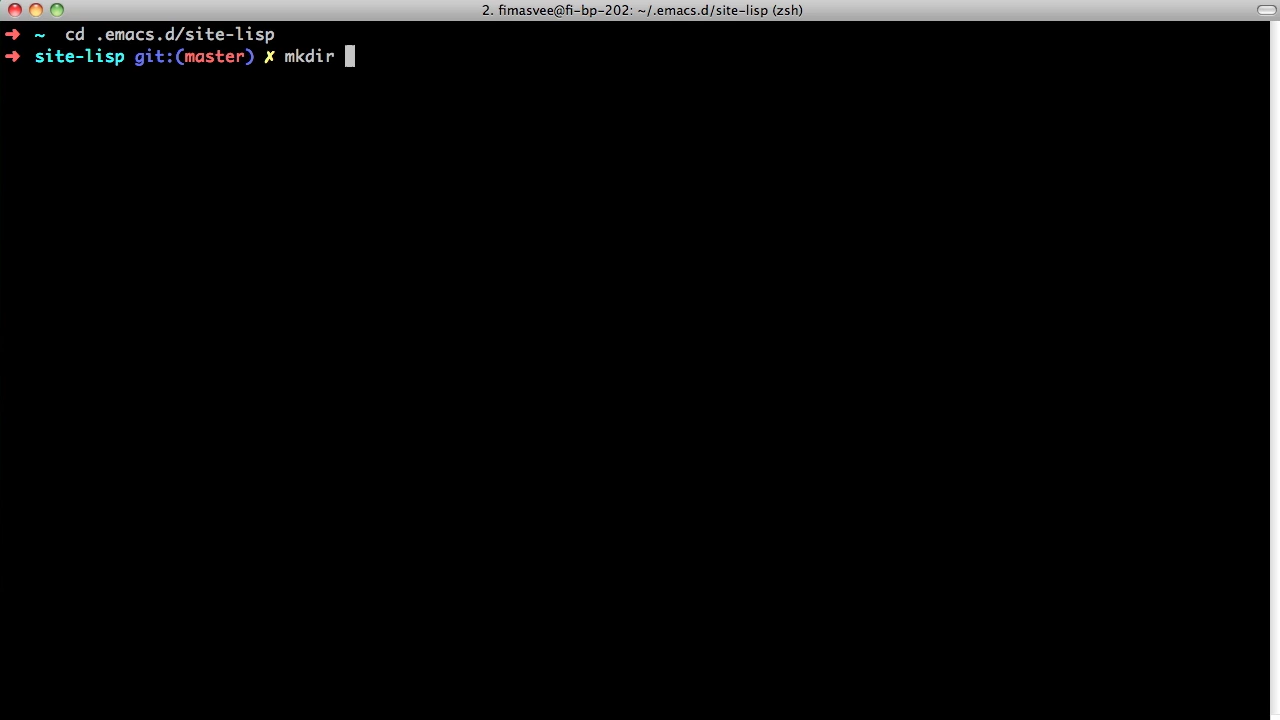 2. fimasvee@fi-bp-202: ~/.emacs.d/site-lisp (zsh)
➜ ~ cd .emacs.d/site-lisp
➜ site-lisp git:(master) ✗ mkdir